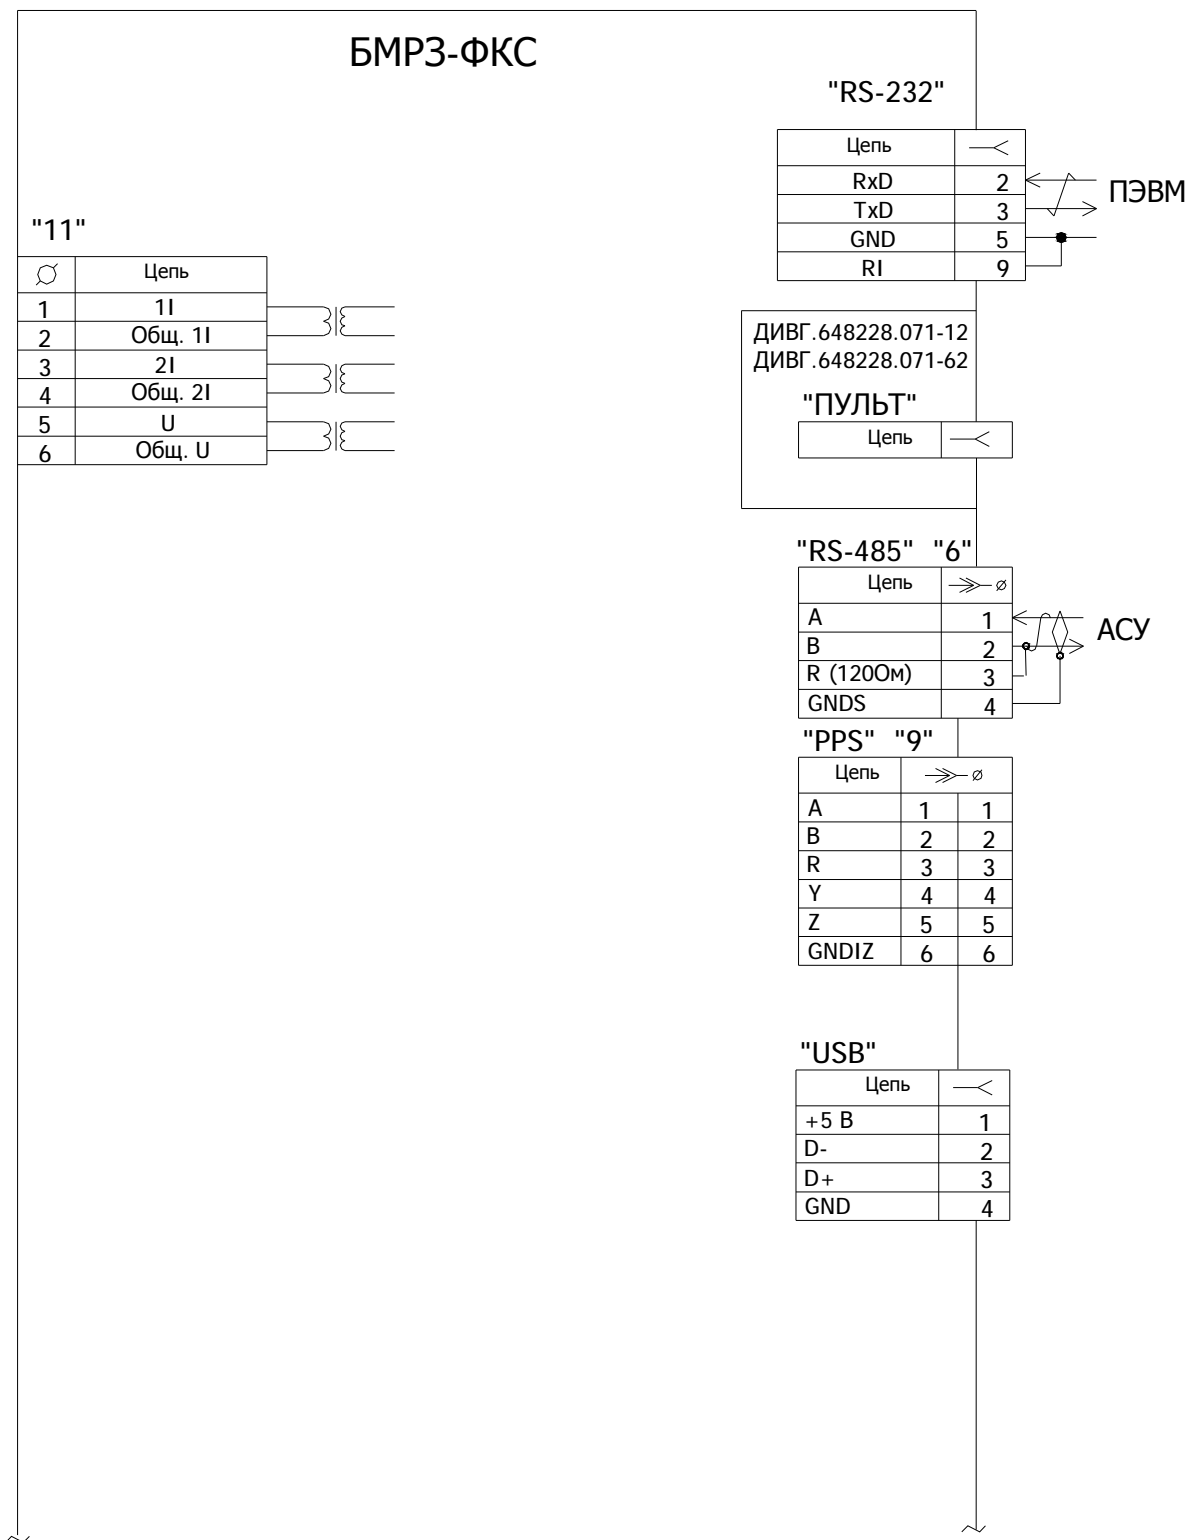 БМРЗ-ФКС
"RS-232"
Цепь
RxD 2
TxD 3
GND 5
RI 9
ПЭВМ
"11"
Цепь
1 1I
2 Общ. 1I
3 2I
4 Общ. 2I
5 U
6 Общ. U
ДИВГ.648228.071-12
ДИВГ.648228.071-62
"ПУЛЬТ"
Цепь
"RS-485" "6"
Цепь
A 1
B 2
R (120Ом) 3
GNDS 4
АСУ
"PPS" "9"
Цепь
A 1 1
B 2 2
R 3 3
Y 4 4
Z 5 5
GNDIZ 6 6
"USB"
Цепь
+5 В 1
D- 2
D+ 3
GND 4